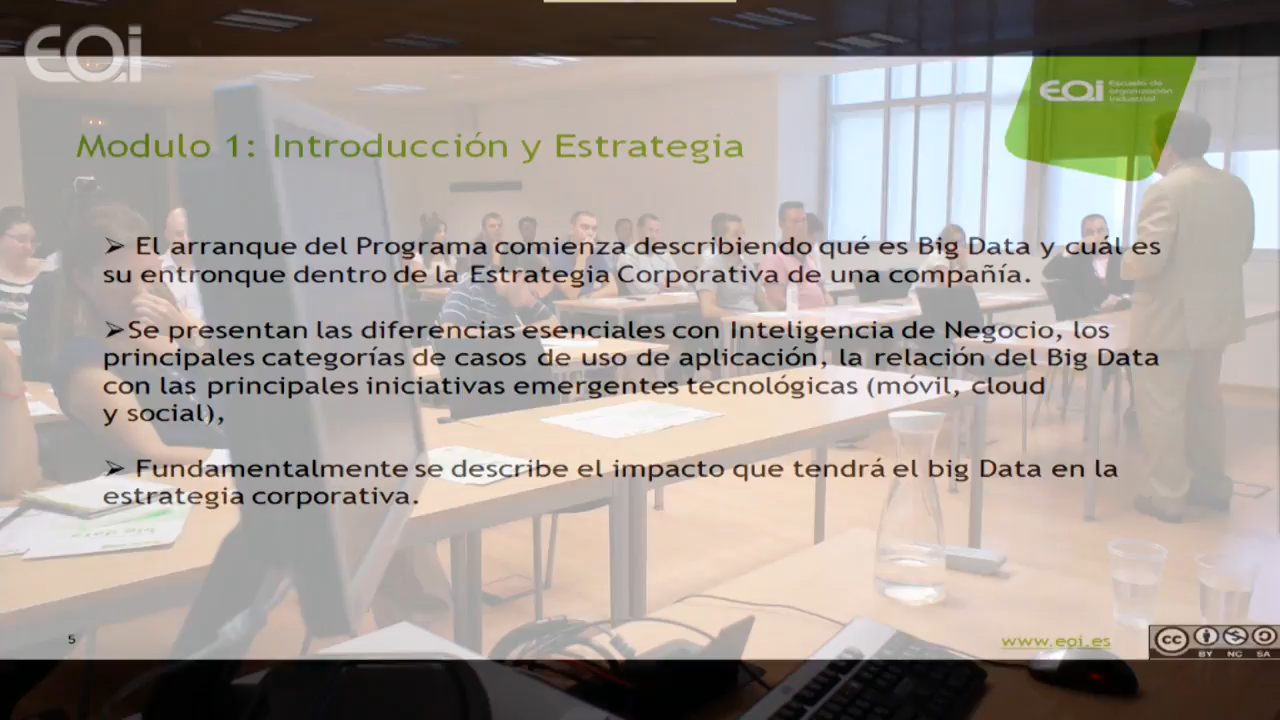 EOi
EOi Escuela de
organización
industrial
Modulo 1: Introducción y Estrategia
➢ El arranque del Programa comienza describiendo qué es Big Data y cuál es
su entronque dentro de la Estrategia Corporativa de una compañía.
➢Se presentan las diferencias esenciales con Inteligencia de Negocio, los
principales categorías de casos de uso de aplicación, la relación del Big Data
con las principales iniciativas emergentes tecnológicas (móvil, cloud
y social),
➢ Fundamentalmente se describe el impacto que tendrá el big Data en la
estrategia corporativa.
big data
5
www.eoi.es
cc
BY NC SA